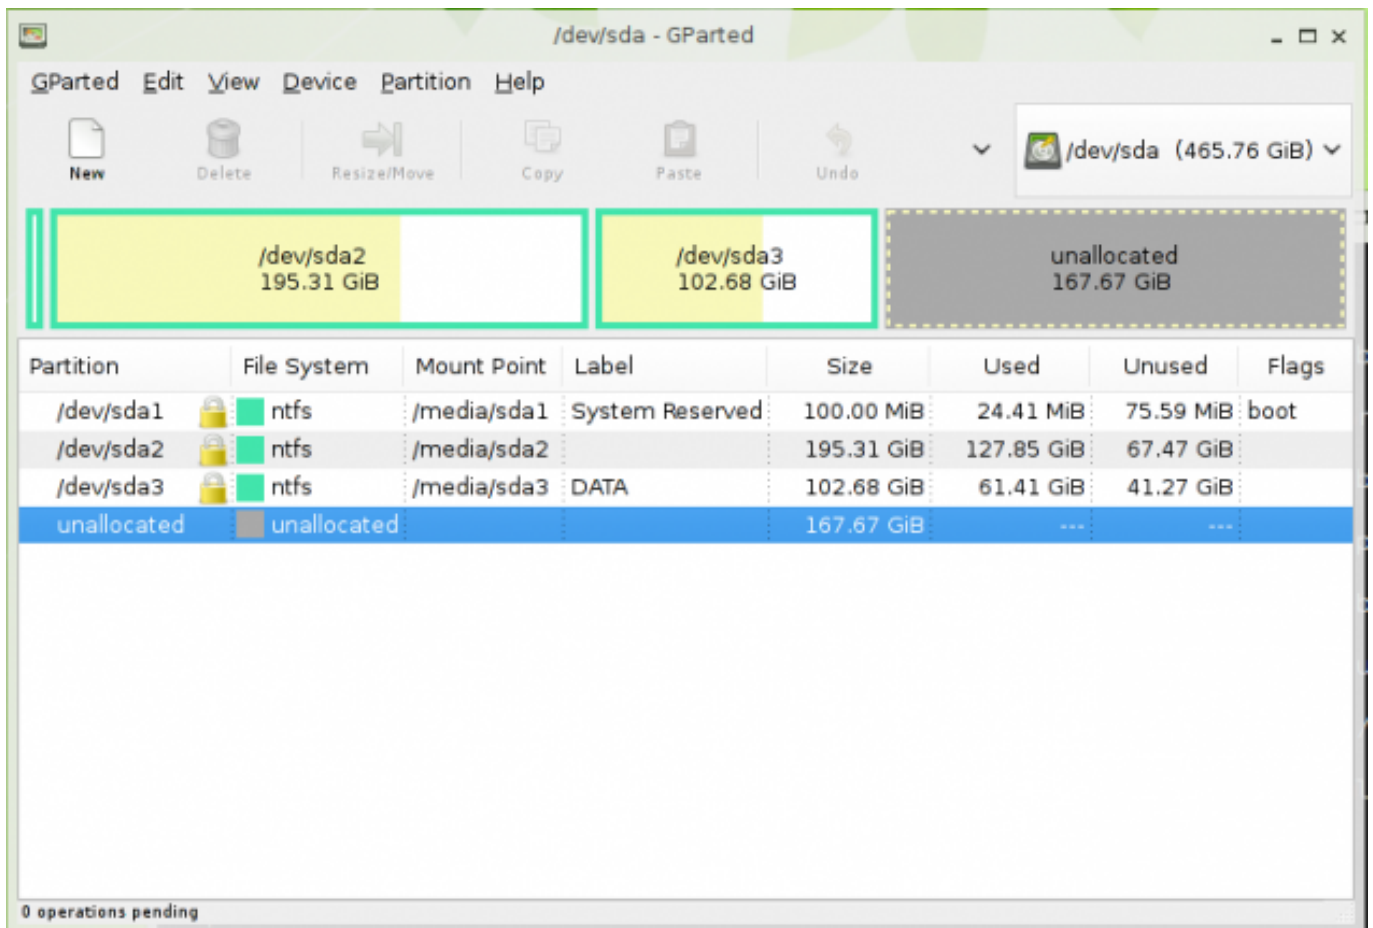 /dev/sda - GParted
GParted Edit View Device Partition Help
New Delete Resize/Move Copy Paste Undo /dev/sda (465.76 GiB)
/dev/sda2
195.31 GiB
/dev/sda3
102.68 GiB
unallocated
167.67 GiB
Partition File System Mount Point Label Size Used Unused Flags
/dev/sda1 ntfs /media/sda1 System Reserved 100.00 MiB 24.41 MiB 75.59 MiB boot
/dev/sda2 ntfs /media/sda2 195.31 GiB 127.85 GiB 67.47 GiB
/dev/sda3 ntfs /media/sda3 DATA 102.68 GiB 61.41 GiB 41.27 GiB
unallocated unallocated 167.67 GiB --- ---
0 operations pending